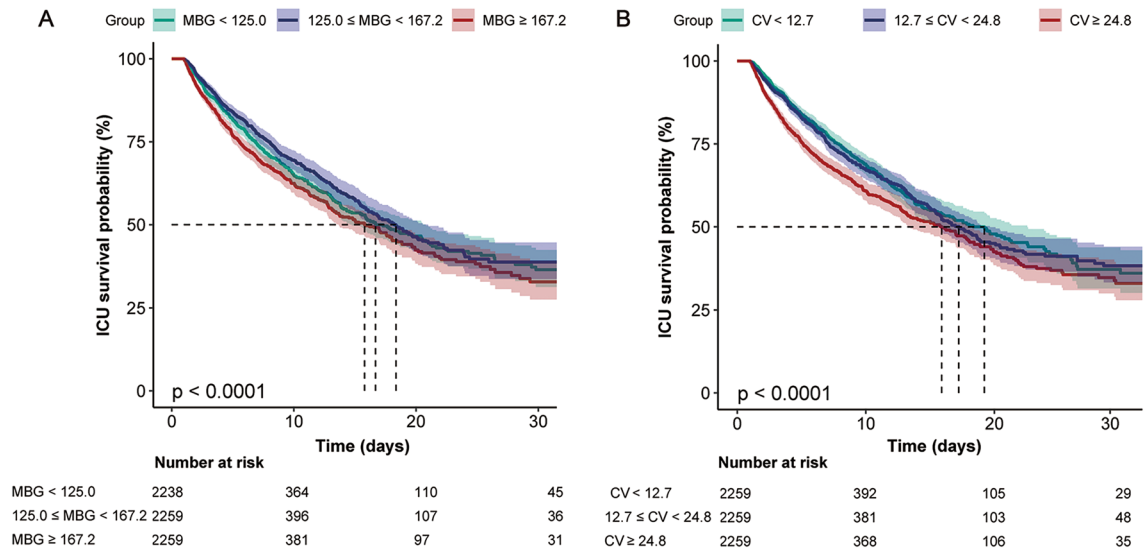 A
Group MBG < 125.0 125.0 ≤ MBG < 167.2 MBG ≥ 167.2
ICU survival probability (%)
100
75
50
25
0
p < 0.0001
0 10 20 30
Time (days)
Number at risk
MBG < 125.0 2238 364 110 45
125.0 ≤ MBG < 167.2 2259 396 107 36
MBG ≥ 167.2 2259 381 97 31
B
Group CV < 12.7 12.7 ≤ CV < 24.8 CV ≥ 24.8
ICU survival probability (%)
100
75
50
25
0
p < 0.0001
0 10 20 30
Time (days)
Number at risk
CV < 12.7 2259 392 105 29
12.7 ≤ CV < 24.8 2259 381 103 48
CV ≥ 24.8 2259 368 106 35